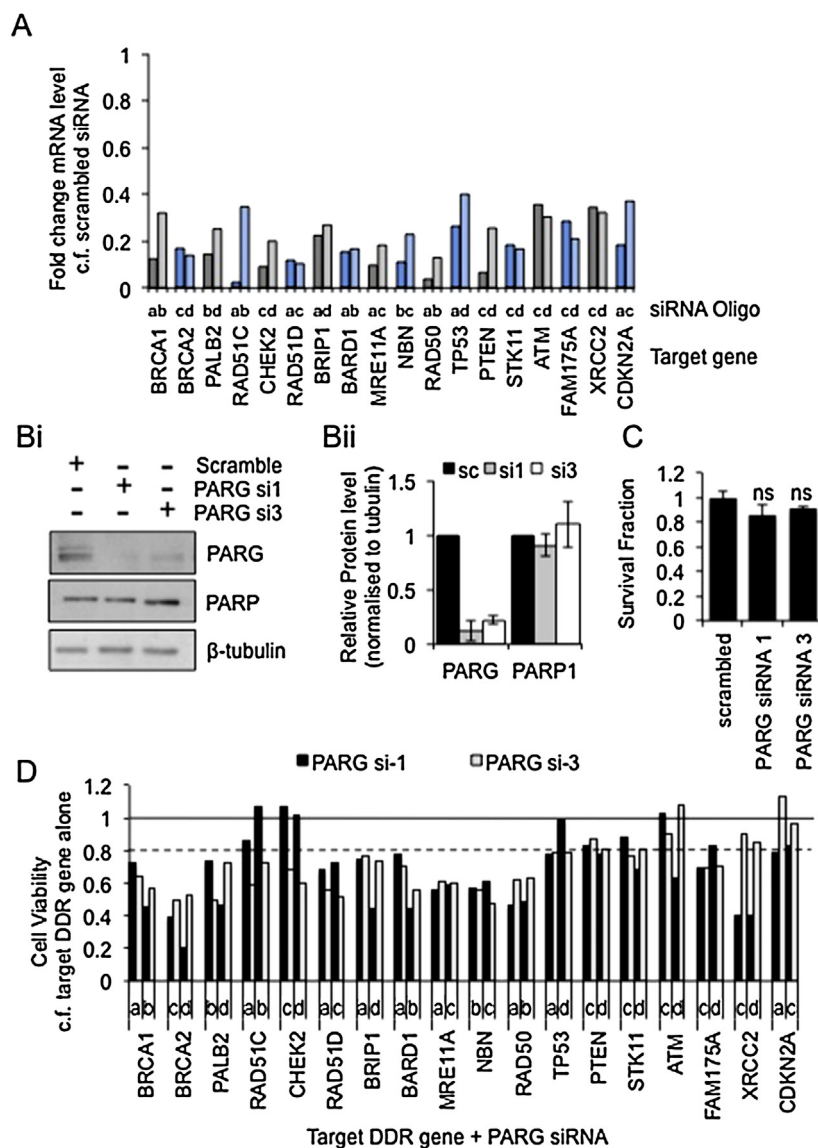 A
Fold change mRNA level
c.f. scrambled siRNA
1
0.8
0.6
0.4
0.2
0
ab cd bd ab cd ac ad ab ac bc ab ad cd cd cd cd cd ac siRNA Oligo
BRCA1 BRCA2 PALB2 RAD51C CHEK2 RAD51D BRIP1 BARD1 MRE11A NBN RAD50 TP53 PTEN STK11 ATM FAM175A XRCC2 CDKN2A Target gene
Bi
+ - - Scramble
- + - PARG si1
- - + PARG si3
PARG
PARP
β-tubulin
Bii
sc si1 si3
Relative Protein level
(normalised to tubulin)
1.5
1
0.5
0
PARG PARP1
C
Survival Fraction
1.2
1
0.8
0.6
0.4
0.2
0
ns ns
scrambled
PARG siRNA 1
PARG siRNA 3
D
PARG si-1 PARG si-3
Cell Viability
c.f. target DDR gene alone
1.2
1
0.8
0.6
0.4
0.2
0
a b c d b d a b c d a c a d a b a c b c a b a d c d c d c d c d c d a c
BRCA1 BRCA2 PALB2 RAD51C CHEK2 RAD51D BRIP1 BARD1 MRE11A NBN RAD50 TP53 PTEN STK11 ATM FAM175A XRCC2 CDKN2A
Target DDR gene + PARG siRNA